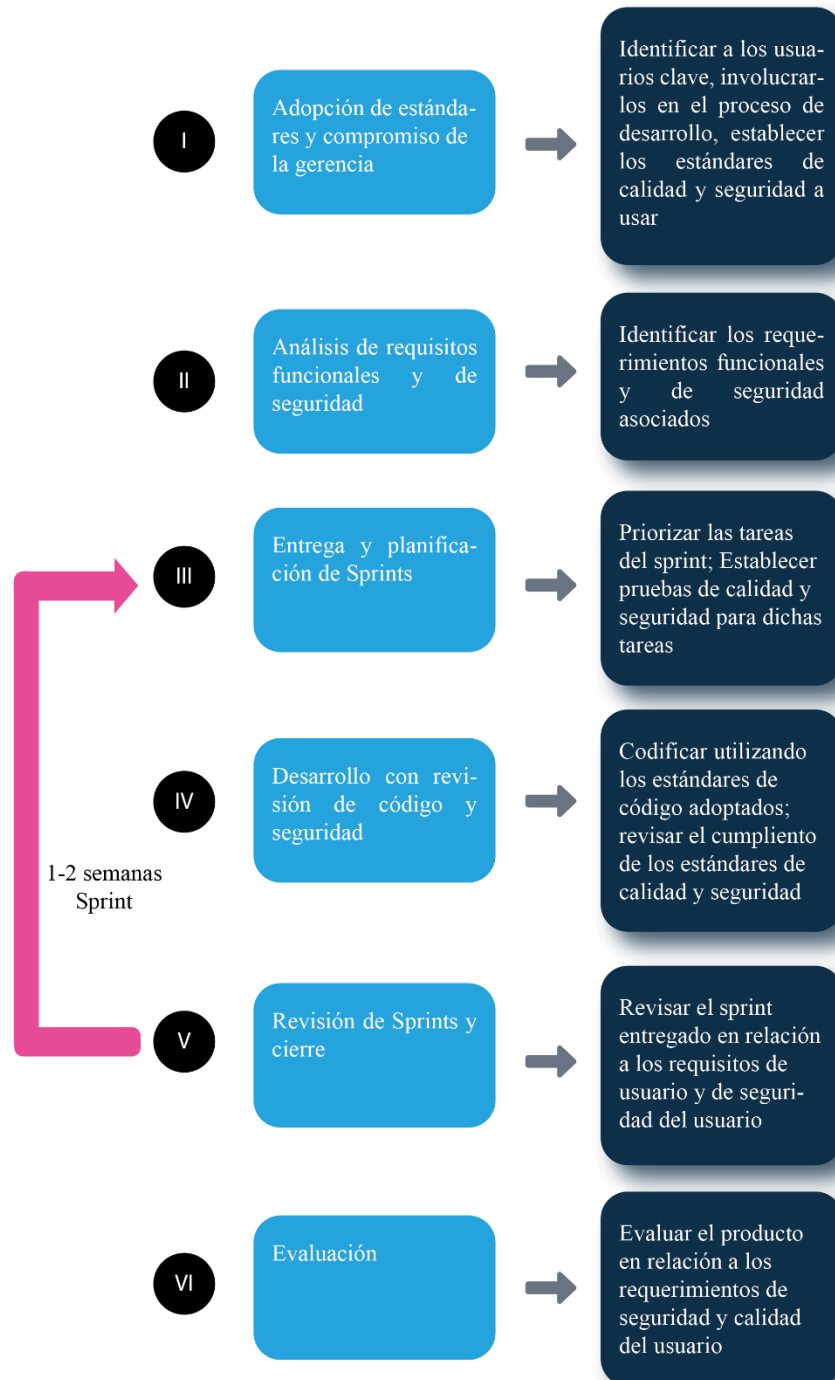 I
Adopción de estánda-
res y compromiso de
la gerencia
Identificar a los usua-
rios clave, involucrar-
los en el proceso de
desarrollo, establecer
los estándares de
calidad y seguridad a
usar
II
Análisis de requisitos
funcionales y de
seguridad
Identificar los reque-
rimientos funcionales
y de seguridad
asociados
III
Entrega y planifica-
ción de Sprints
Priorizar las tareas
del sprint; Establecer
pruebas de calidad y
seguridad para dichas
tareas
IV
Desarrollo con revi-
sión de código y
seguridad
Codificar utilizando
los estándares de
código adoptados;
revisar el cumpliento
de los estándares de
calidad y seguridad
1-2 semanas
Sprint
V
Revisión de Sprints y
cierre
Revisar el sprint
entregado en relación
a los requisitos de
usuario y de seguri-
dad del usuario
VI
Evaluación
Evaluar el producto
en relación a los
requerimientos de
seguridad y calidad
del usuario